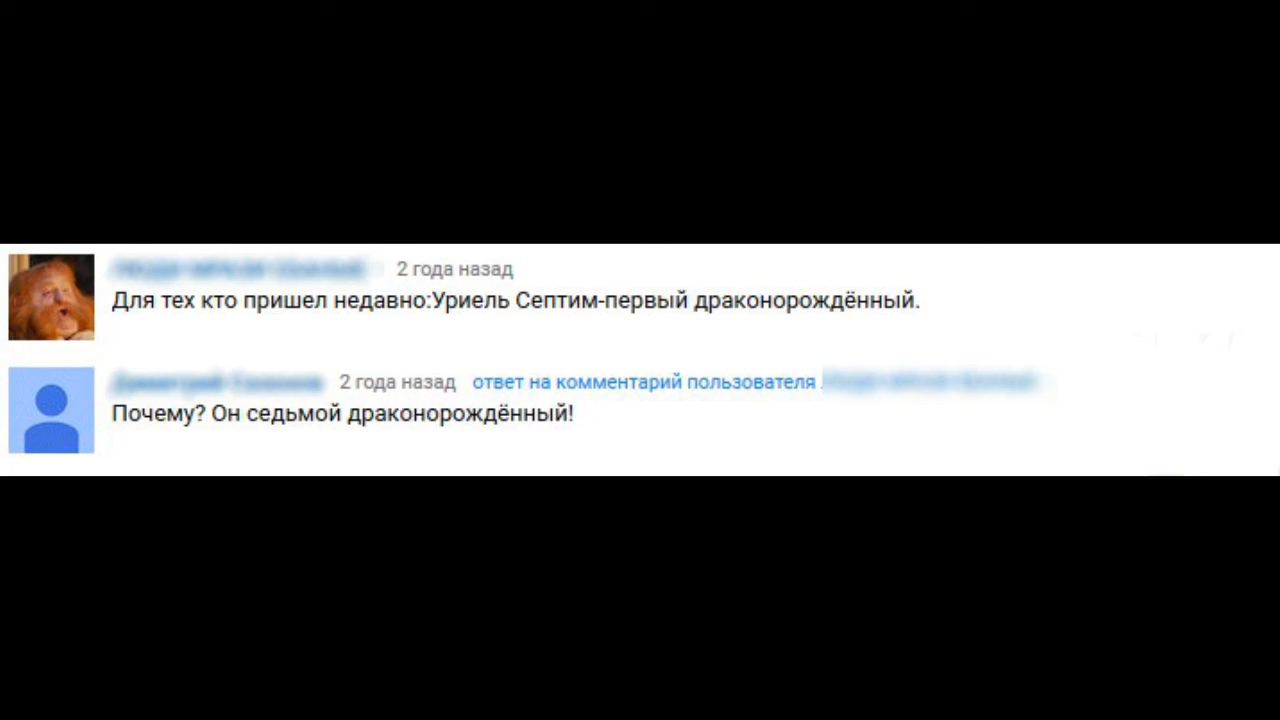 2 года назад
Для тех кто пришел недавно:Уриель Септим-первый драконорождённый.
2 года назад ответ на комментарий пользователя
Почему? Он седьмой драконорождённый!